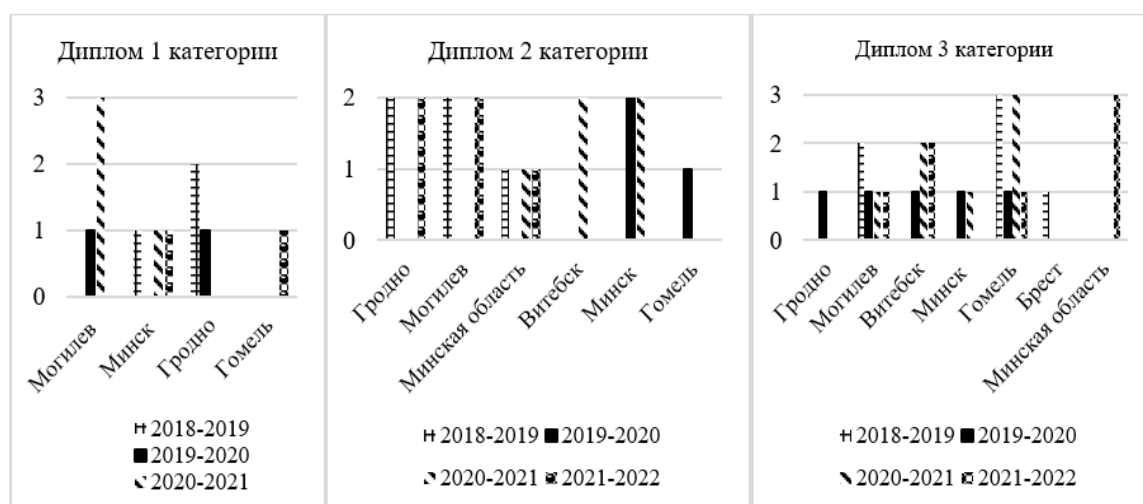 Диплом 1 категории
3
2
1
0
Могилев
Минск
Гродно
Гомель
2018-2019
2019-2020
2020-2021
Диплом 2 категории
2
1
0
Гродно
Могилев
Минская область
Витебск
Минск
Гомель
2018-2019 2019-2020
2020-2021 2021-2022
Диплом 3 категории
3
2
1
0
Гродно
Могилев
Витебск
Минск
Гомель
Брест
Минская область
2018-2019 2019-2020
2020-2021 2021-2022